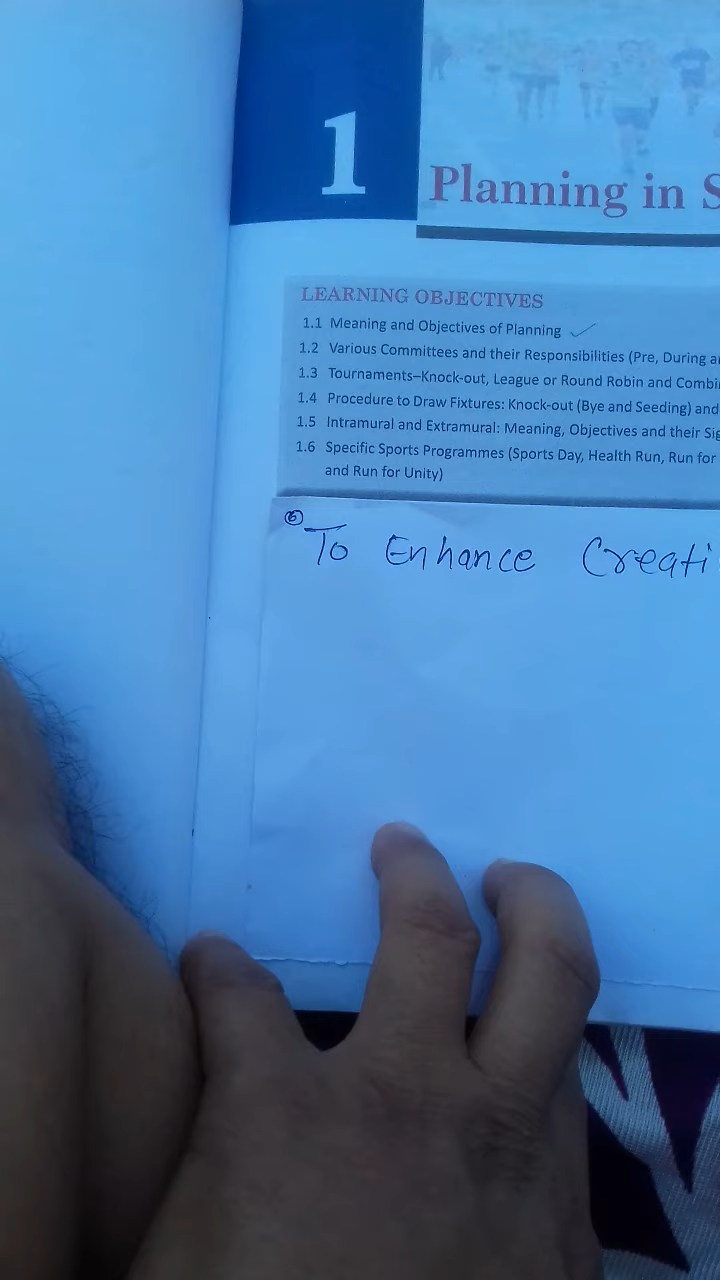 1
Planning in S
LEARNING OBJECTIVES
1.1 Meaning and Objectives of Planning
1.2 Various Committees and their Responsibilities (Pre, During a
1.3 Tournaments–Knock-out, League or Round Robin and Combi
1.4 Procedure to Draw Fixtures: Knock-out (Bye and Seeding) and
1.5 Intramural and Extramural: Meaning, Objectives and their Sig
1.6 Specific Sports Programmes (Sports Day, Health Run, Run for
and Run for Unity)
⑥
To Enhance Creati